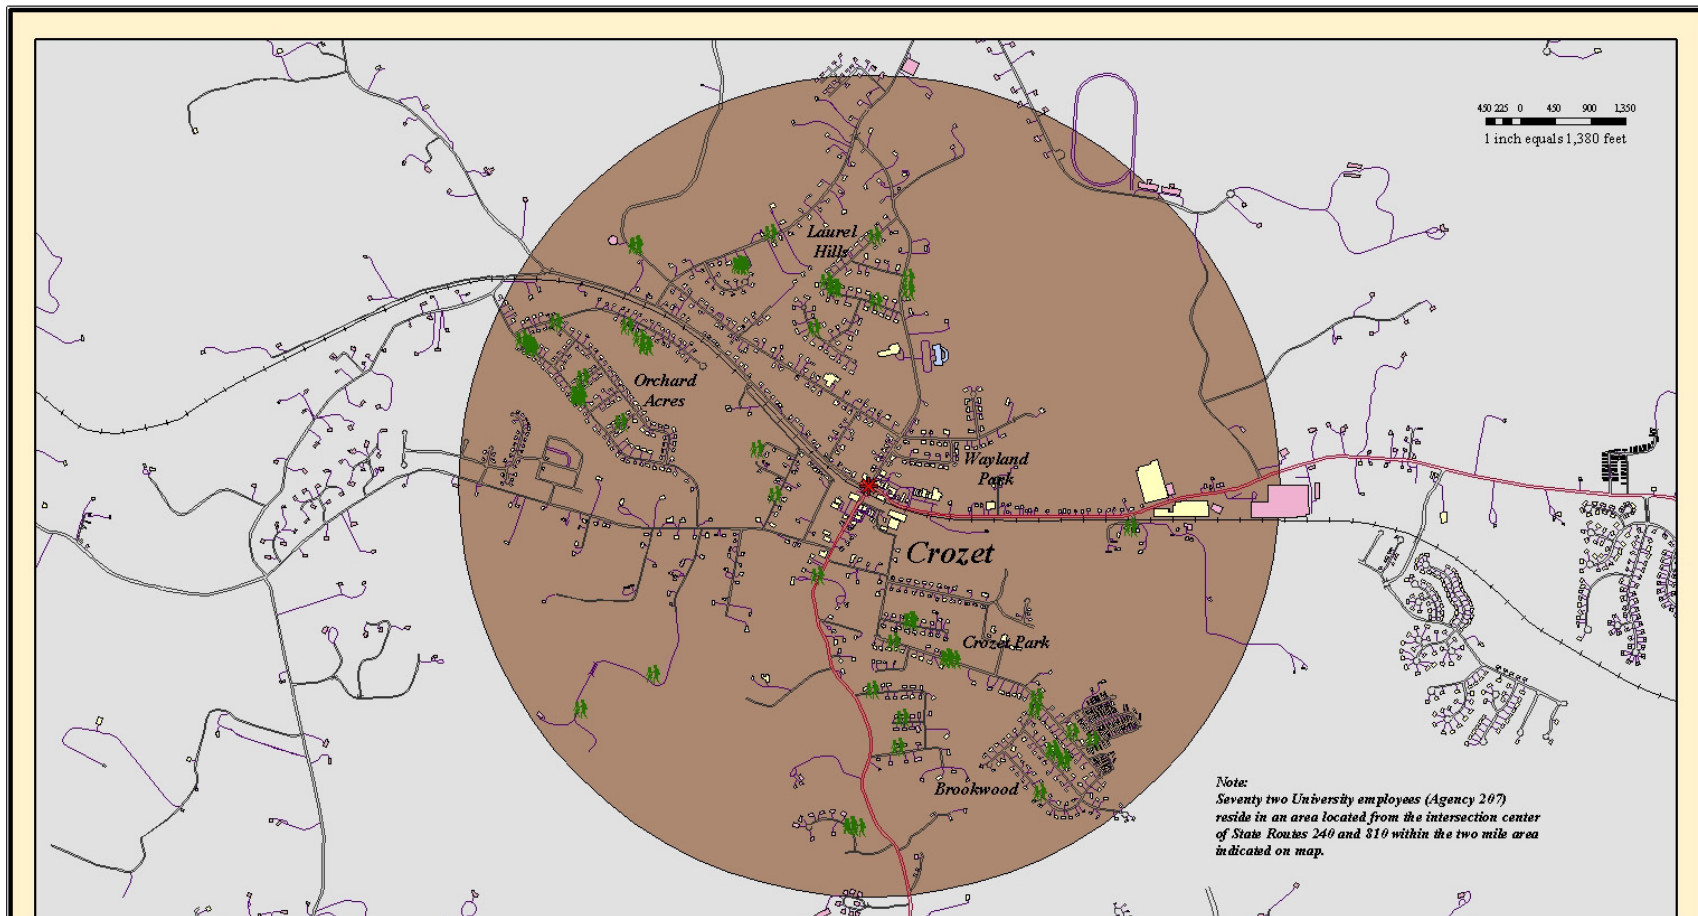 450 225 0 450 900 1,350
1 inch equals 1,380 feet
Laurel
Hills
Orchard
Acres
Wayland
Park
Crozet
Crozet Park
Brookwood
Note:
Seventy two University employees (Agency 207)
reside in an area located from the intersection center
of State Routes 240 and 810 within the two mile area
indicated on map.